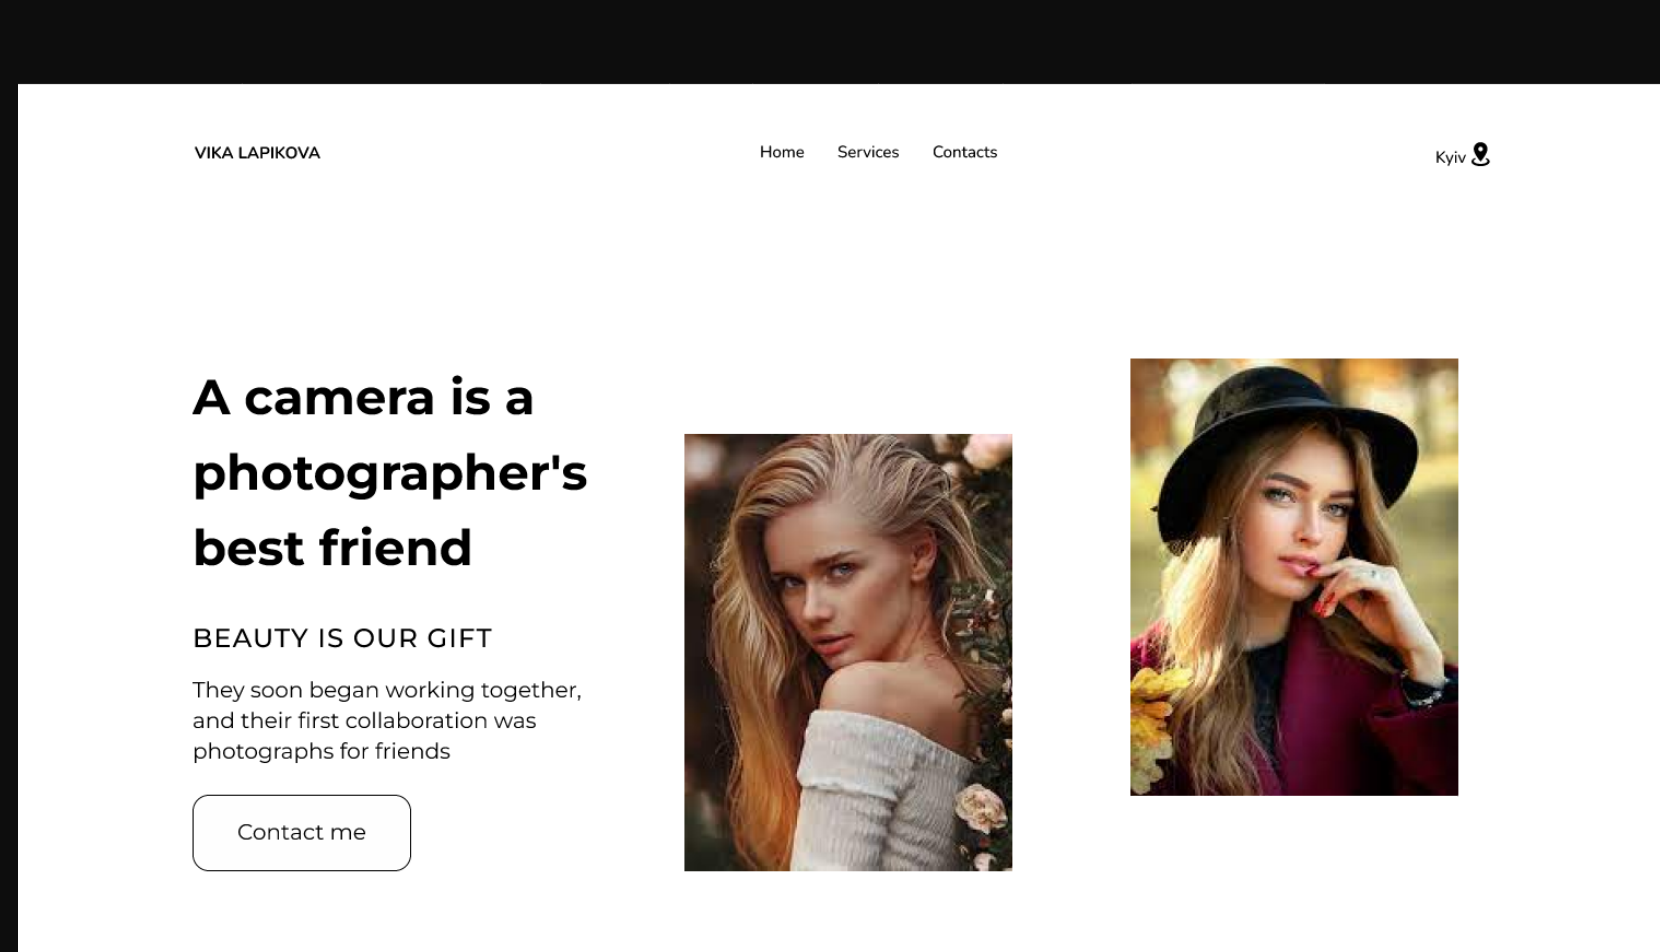 VIKA LAPIKOVA
Home Services Contacts
Kyiv
A camera is a
photographer's
best friend
BEAUTY IS OUR GIFT
They soon began working together,
and their first collaboration was
photographs for friends
Contact me